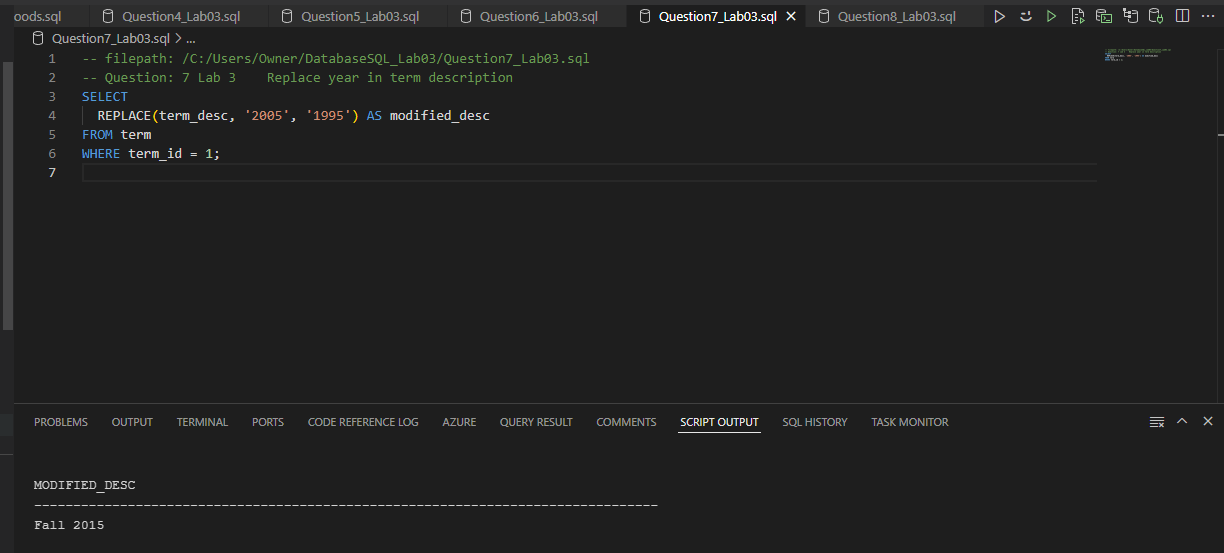 oods.sql Question4_Lab03.sql Question5_Lab03.sql Question6_Lab03.sql Question7_Lab03.sql Question8_Lab03.sql
Question7_Lab03.sql > ...
1 -- filepath: /C:/Users/Owner/DatabaseSQL_Lab03/Question7_Lab03.sql
2 -- Question: 7 Lab 3    Replace year in term description
3 SELECT
4   REPLACE(term_desc, '2005', '1995') AS modified_desc
5 FROM term
6 WHERE term_id = 1;
7
PROBLEMS OUTPUT TERMINAL PORTS CODE REFERENCE LOG AZURE QUERY RESULT COMMENTS SCRIPT OUTPUT SQL HISTORY TASK MONITOR
MODIFIED_DESC
--------------------------------------------------------------------------------
Fall 2015